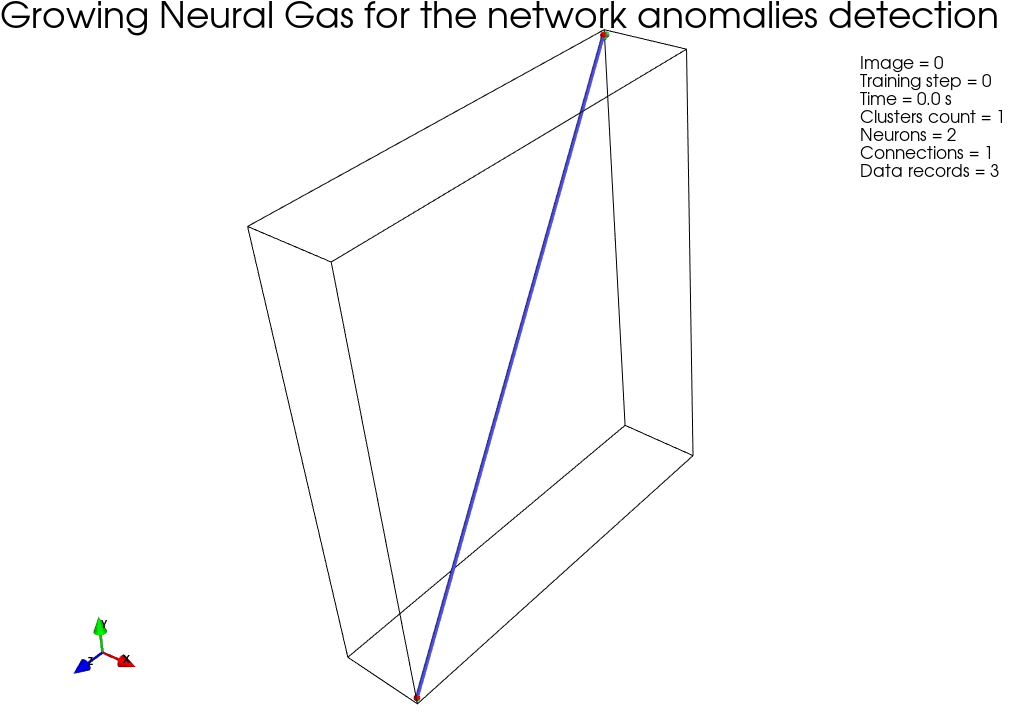 Growing Neural Gas for the network anomalies detection
Image = 0
Training step = 0
Time = 0.0 s
Clusters count = 1
Neurons = 2
Connections = 1
Data records = 3
Y
Z
X